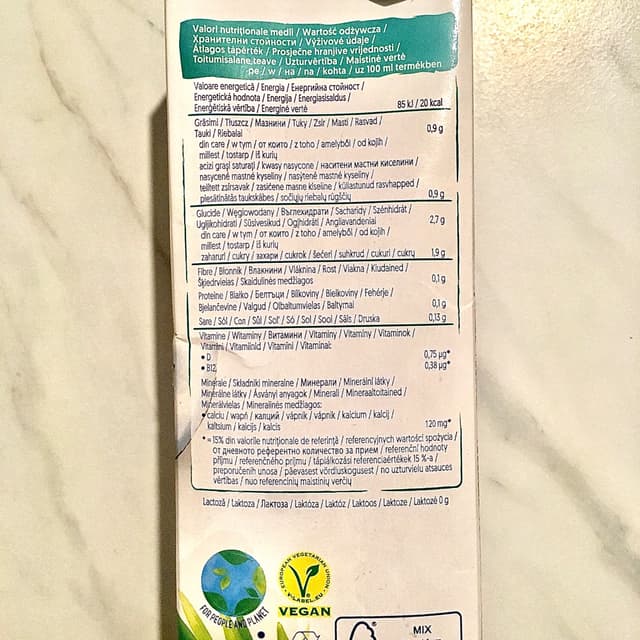 Valori nutriționale medii / Wartość odżywcza /
Хранителни стойности / Výživové údaje /
Átlagos tápérték / Prosječne hranjive vrijednosti /
Toitumisalane teave / Uzturvērtība / Maistinė vertė
pe / w / на / na / kohta / uz 100 ml termékben
Valoare energetică / Energia / Енергийна стойност /
Energetická hodnota / Energija / Energiasisaldus /
Enerģētiskā vērtība / Energinė vertė 85 kJ / 20 kcal
Grăsimi / Tłuszcz / Мазнини / Tuky / Zsír / Masti / Rasvad /
Tauki / Riebalai 0,9 g
din care / w tym / от които / z toho / amelyből / od kojih /
millest / tostarp / iš kurių
acizi grași saturați / kwasy nasycone / наситени мастни киселини /
nasycené mastné kyseliny / nasýtené mastné kyseliny /
telített zsírsavak / zasićene masne kiseline / küllastunud rasvhapped /
piesātinātās taukskābes / sočiųjų riebalų rūgščių 0,9 g
Glucide / Węglowodany / Въглехидрати / Sacharidy / Szénhidrát /
Ugljikohidrati / Süsivesikud / Ogļhidrāti / Angliavandeniai 2,7 g
din care / w tym / от които / z toho / amelyből / od kojih /
millest / tostarp / iš kurių
zaharuri / cukry / захари / cukrok / šećeri / suhkrud / cukuri / cukrų 1,9 g
Fibre / Błonnik / Влакнини / Vláknina / Rost / Vlakna / Kiudained /
Šķiedrvielas / Skaidulinės medžiagos 0,1 g
Proteine / Białko / Белтъци / Bílkoviny / Bielkoviny / Fehérje /
Bjelančevine / Valgud / Olbaltumvielas / Baltymai 0,1 g
Sare / Sól / Сол / Sůl / Soľ / Só / Sol / Sool / Sāls / Druska 0,13 g
Vitamine / Witaminy / Витамини / Vitamíny / Vitaminok /
Vitamini / Vitamiinid / Vitamīni / Vitaminai:
• D 0,75 µg*
• B12 0,38 µg*
Minerale / Składniki mineralne / Минерали / Minerální látky /
Minerálne látky / Ásványi anyagok / Minerali / Mineraaltoitained /
Minerālvielas / Mineralinės medžiagos:
• calciu / wapń / калций / vápník / vápnik / kalcium / kalcij /
kaltsium / kalcijs / kalcis 120 mg*
* = 15% din valorile nutriționale de referință / referencyjnych wartości spożycia /
от дневното референтно количество за прием / referenční hodnoty
příjmu / referenčného príjmu / táplálkozási referenciaértékek 15 %-a /
preporučenih unosa / päevasest võrdluskogusest / no uzturvielu atsauces
vērtības / nuo referencinių maistinių verčių
Lactoză / Laktoza / Лактоза / Laktóza / Laktóz / Laktoos / Laktoze / Laktozė 0 g
FOR PEOPLE AND PLANET
EUROPEAN VEGETARIAN UNION
V-LABEL.EU
VEGAN
MIX